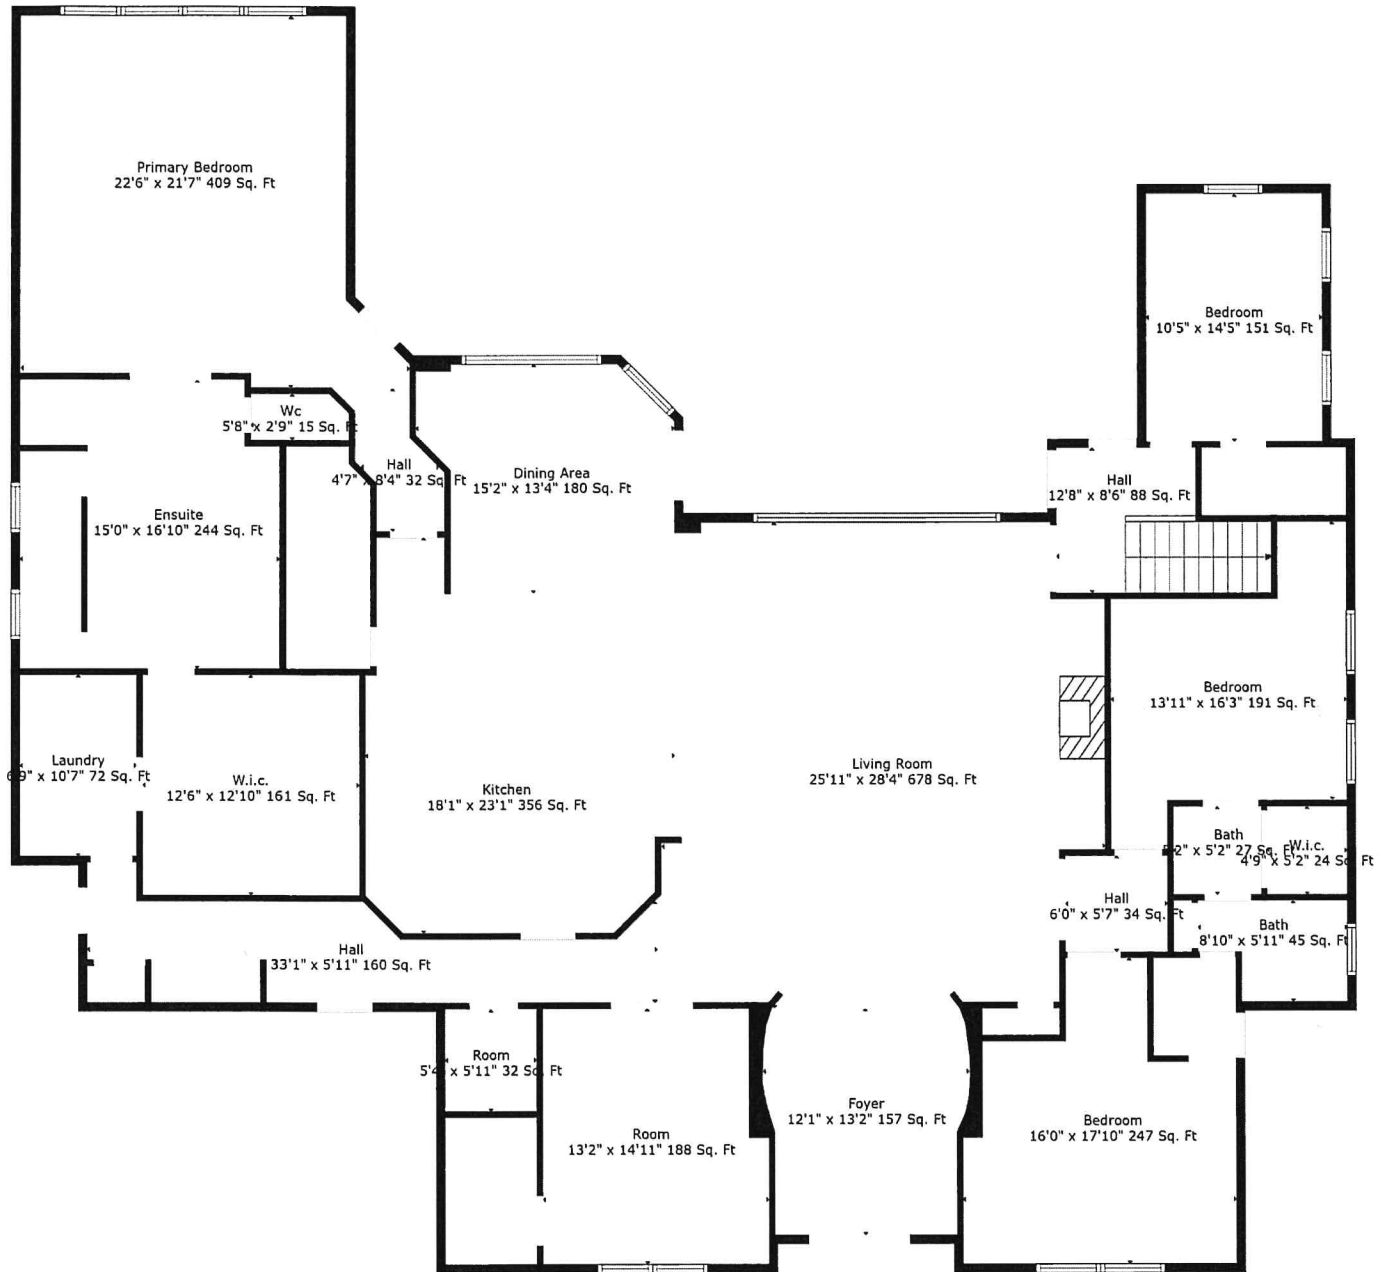 Primary Bedroom
22'6" x 21'7" 409 Sq. Ft
Bedroom
10'5" x 14'5" 151 Sq. Ft
Wc
5'8" x 2'9" 15 Sq. Ft
Hall
4'7" x 8'4" 32 Sq. Ft
Dining Area
15'2" x 13'4" 180 Sq. Ft
Hall
12'8" x 8'6" 88 Sq. Ft
Ensuite
15'0" x 16'10" 244 Sq. Ft
Bedroom
13'11" x 16'3" 191 Sq. Ft
Laundry
6'9" x 10'7" 72 Sq. Ft
W.i.c.
12'6" x 12'10" 161 Sq. Ft
Kitchen
18'1" x 23'1" 356 Sq. Ft
Living Room
25'11" x 28'4" 678 Sq. Ft
Bath
5'2" x 5'2" 27 Sq. Ft
W.i.c.
4'9" x 5'2" 24 Sq. Ft
Hall
6'0" x 5'7" 34 Sq. Ft
Bath
8'10" x 5'11" 45 Sq. Ft
Hall
33'1" x 5'11" 160 Sq. Ft
Room
5'4" x 5'11" 32 Sq. Ft
Room
13'2" x 14'11" 188 Sq. Ft
Foyer
12'1" x 13'2" 157 Sq. Ft
Bedroom
16'0" x 17'10" 247 Sq. Ft